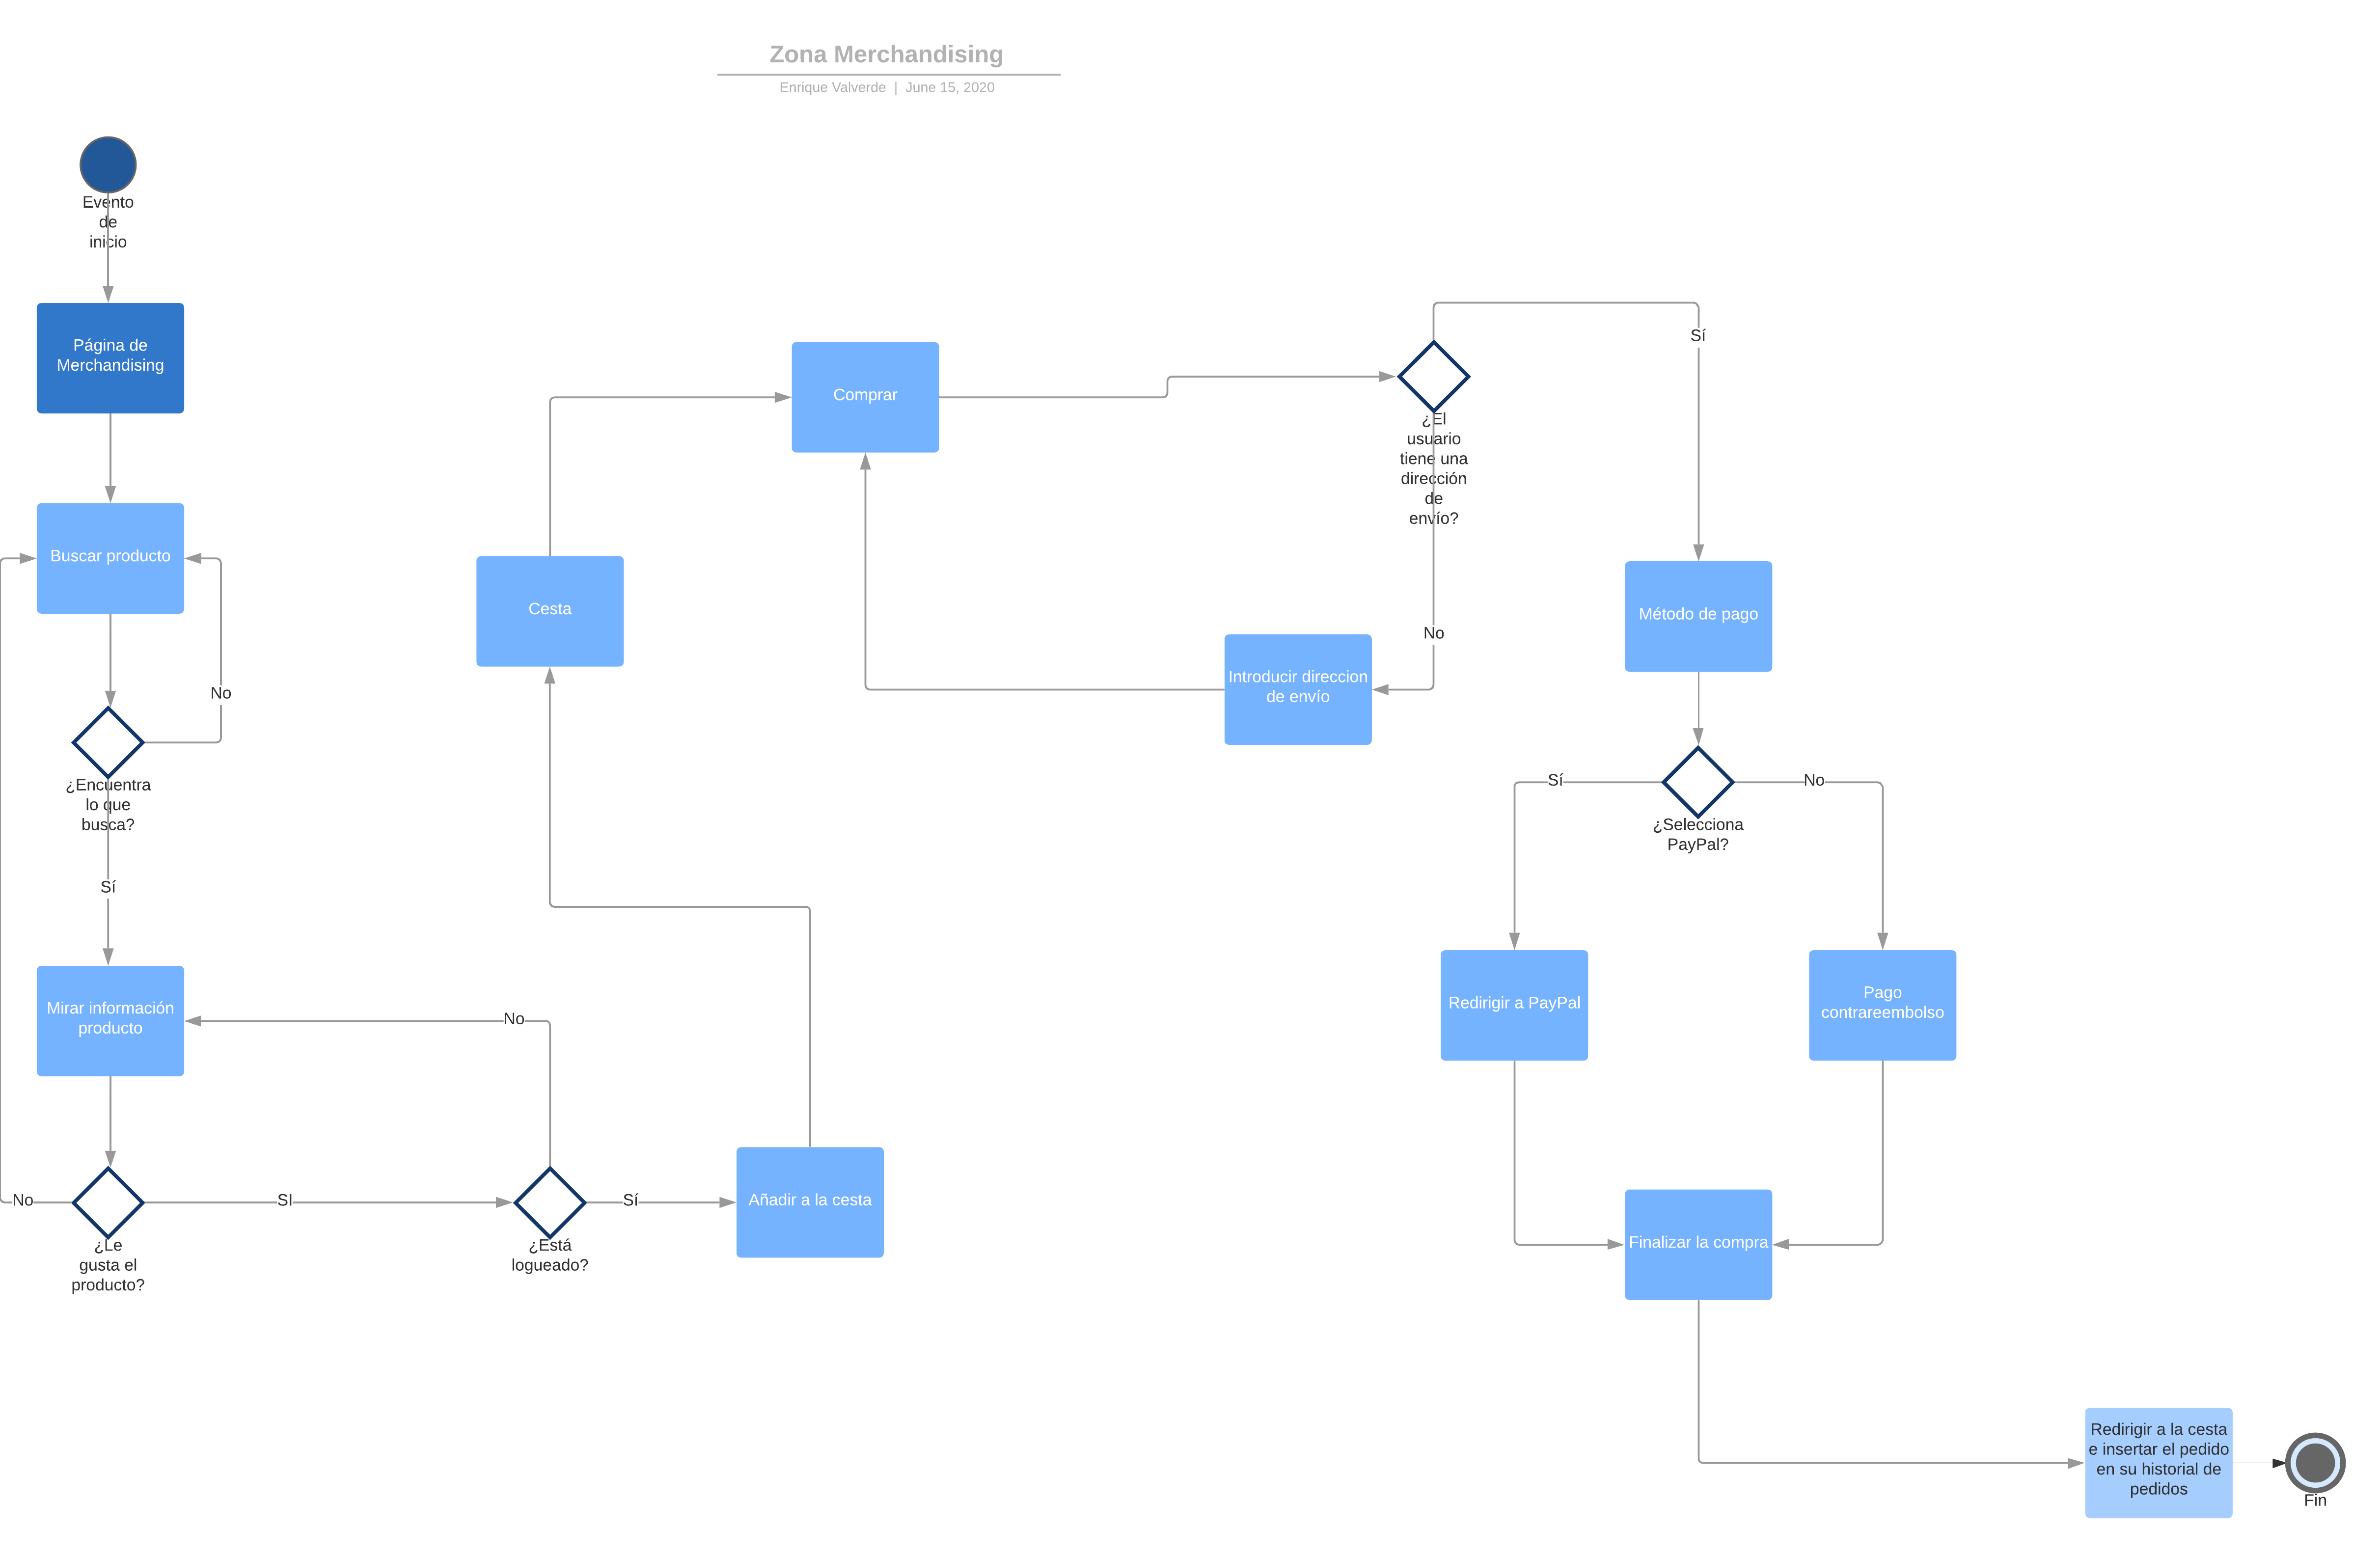 Zona Merchandising
Enrique Valverde | June 15, 2020
Evento
de
inicio
Página de
Merchandising
Buscar producto
No
¿Encuentra
lo que
busca?
Sí
Mirar información
producto
No
¿Le
gusta el
producto?
SI
¿Está
logueado?
No
Sí
Añadir a la cesta
Cesta
Comprar
¿El
usuario
tiene una
dirección
de
envío?
No
Introducir direccion
de envío
Sí
Método de pago
¿Selecciona
PayPal?
Sí
No
Redirigir a PayPal
Pago
contrareembolso
Finalizar la compra
Redirigir a la cesta
e insertar el pedido
en su historial de
pedidos
Fin